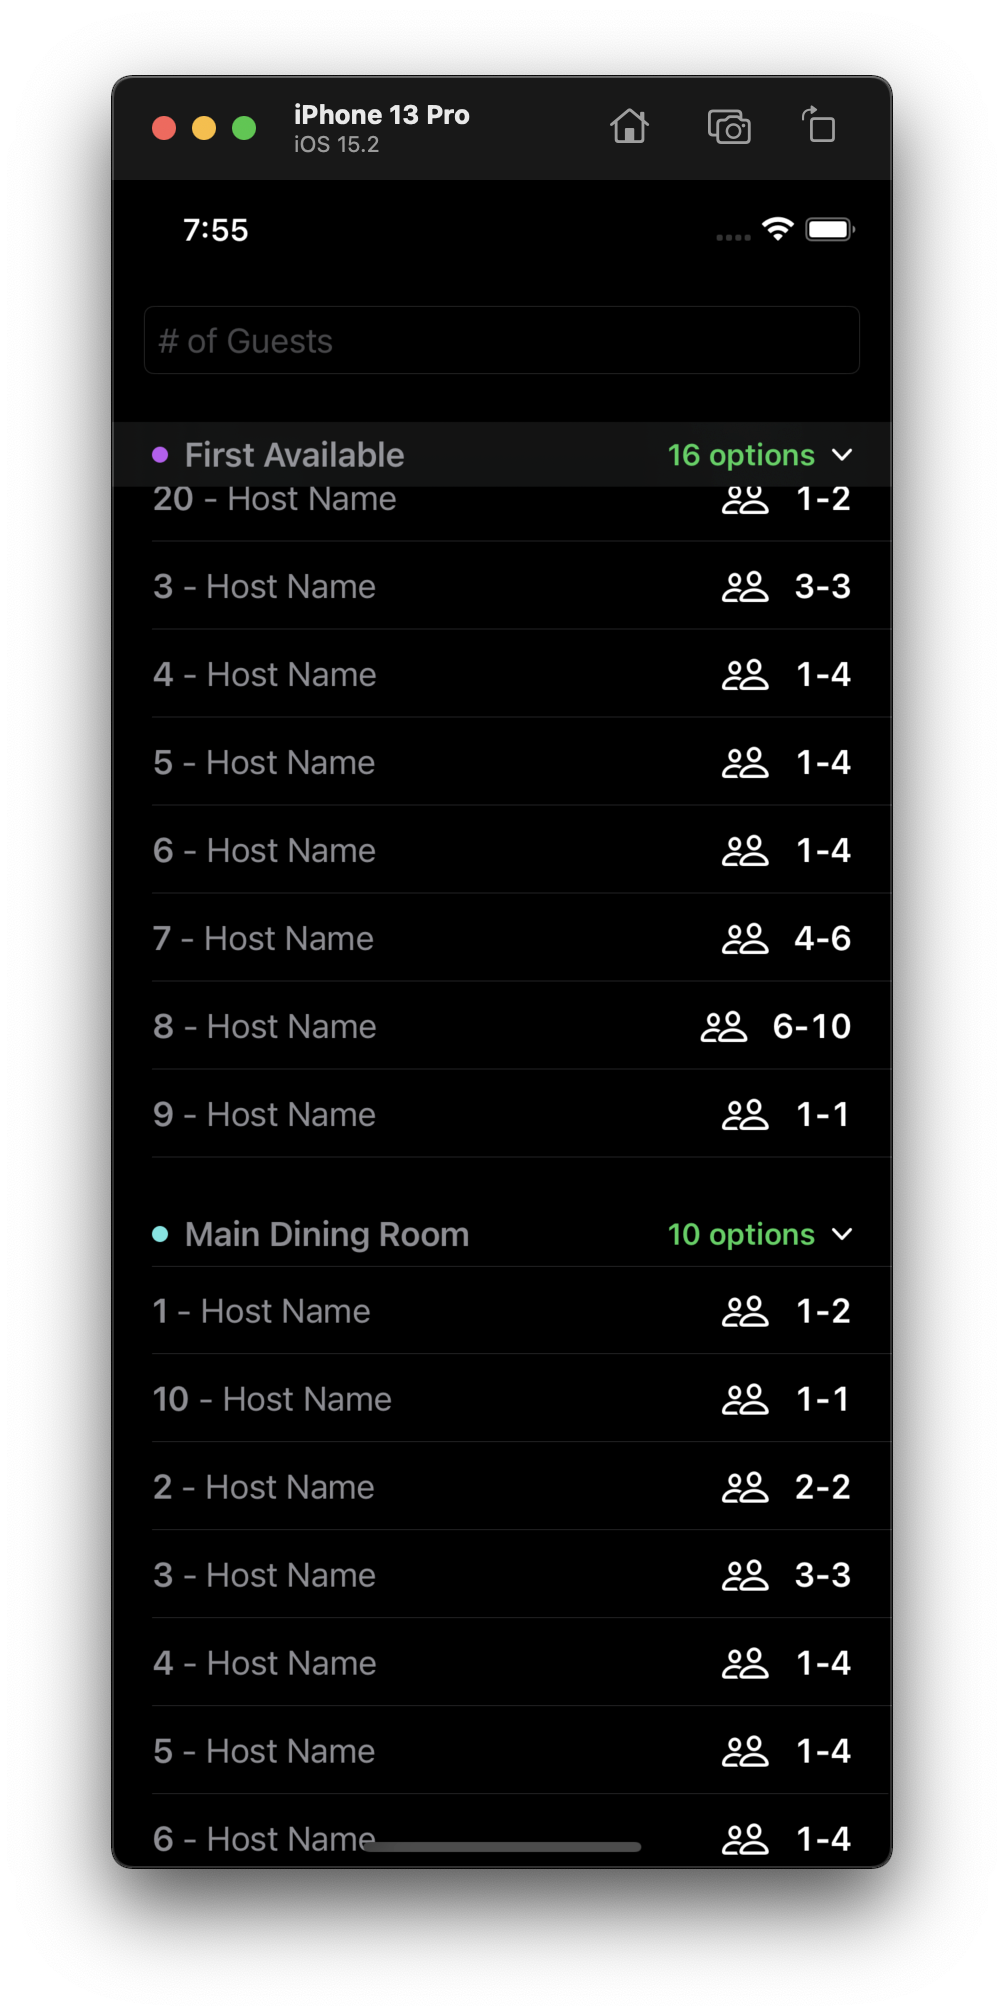 iPhone 13 Pro
iOS 15.2
7:55
# of Guests
First Available 16 options
20 - Host Name 1-2
3 - Host Name 3-3
4 - Host Name 1-4
5 - Host Name 1-4
6 - Host Name 1-4
7 - Host Name 4-6
8 - Host Name 6-10
9 - Host Name 1-1
Main Dining Room 10 options
1 - Host Name 1-2
10 - Host Name 1-1
2 - Host Name 2-2
3 - Host Name 3-3
4 - Host Name 1-4
5 - Host Name 1-4
6 - Host Name 1-4